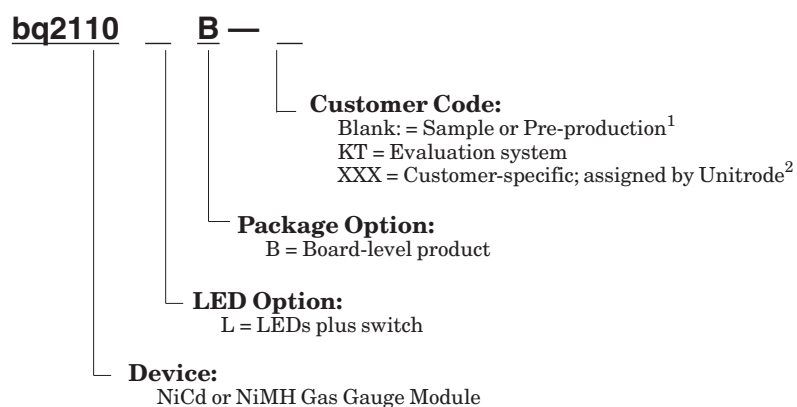 bq2110 _ B — _
Customer Code:
Blank: = Sample or Pre-production¹
KT = Evaluation system
XXX = Customer-specific; assigned by Unitrode²
Package Option:
B = Board-level product
LED Option:
L = LEDs plus switch
Device:
NiCd or NiMH Gas Gauge Module